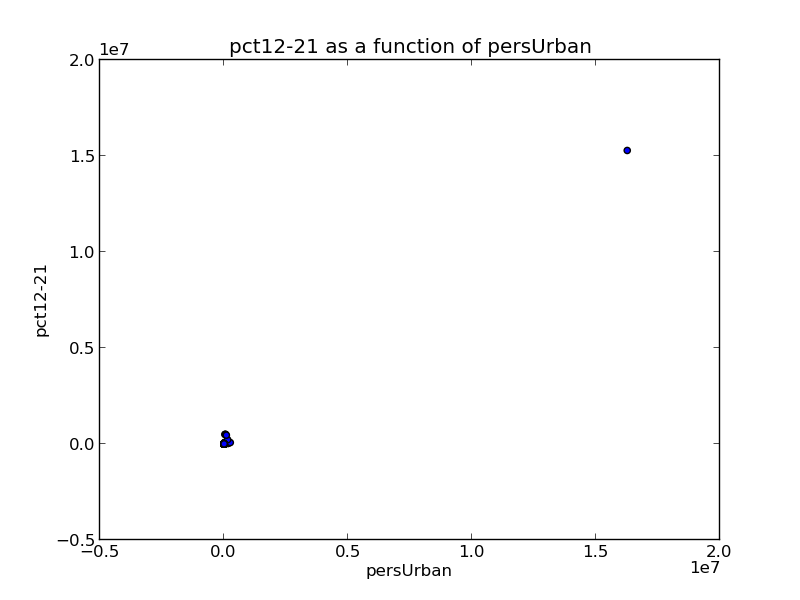 pct12-21 as a function of persUrban
1e7
2.0
1.5
1.0
0.5
0.0
−0.5
pct12-21
−0.5 0.0 0.5 1.0 1.5 2.0
1e7
persUrban